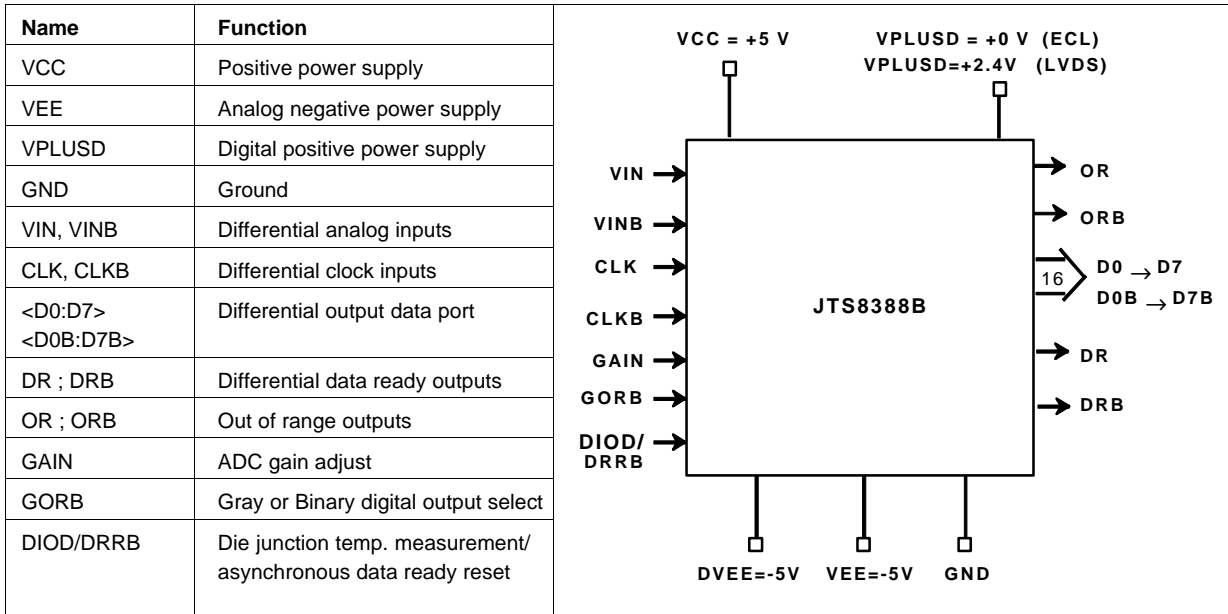 Name Function
VCC Positive power supply
VEE Analog negative power supply
VPLUSD Digital positive power supply
GND Ground
VIN, VINB Differential analog inputs
CLK, CLKB Differential clock inputs
<D0:D7> Differential output data port
<D0B:D7B>
DR ; DRB Differential data ready outputs
OR ; ORB Out of range outputs
GAIN ADC gain adjust
GORB Gray or Binary digital output select
DIOD/DRRB Die junction temp. measurement/
asynchronous data ready reset
VCC = +5 V
VPLUSD = +0 V (ECL)
VPLUSD=+2.4V (LVDS)
VIN
VINB
CLK
CLKB
GAIN
GORB
DIOD/
DRRB
JTS8388B
OR
ORB
16
D0 → D7
D0B → D7B
DR
DRB
DVEE=-5V VEE=-5V GND